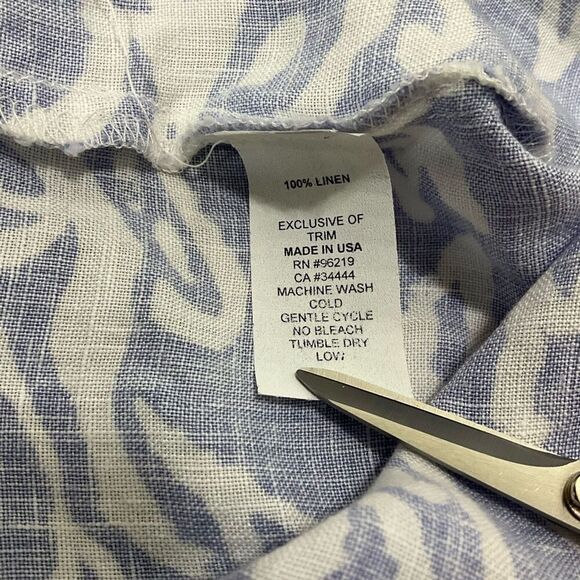 100% LINEN
EXCLUSIVE OF
TRIM
MADE IN USA
RN #96219
CA #34444
MACHINE WASH
COLD
GENTLE CYCLE
NO BLEACH
TUMBLE DRY
LOW